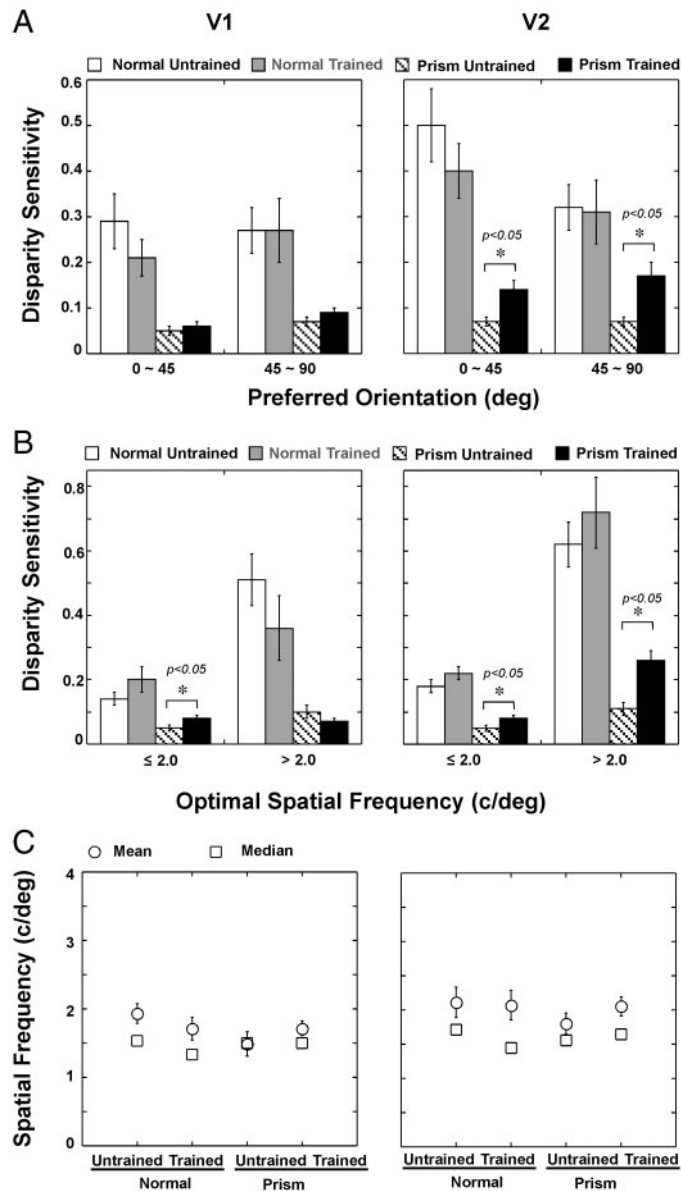 A V1 V2
Normal Untrained Normal Trained Prism Untrained Prism Trained
0.6
0.5
0.4
0.3
0.2
0.1
0
Disparity Sensitivity
p<0.05
*
p<0.05
*
0 ~ 45 45 ~ 90 0 ~ 45 45 ~ 90
Preferred Orientation (deg)
B
Normal Untrained Normal Trained Prism Untrained Prism Trained
0.8
0.6
0.4
0.2
0
Disparity Sensitivity
p<0.05
*
p<0.05
*
p<0.05
*
≤ 2.0 > 2.0 ≤ 2.0 > 2.0
Optimal Spatial Frequency (c/deg)
C
Mean Median
4
3
2
1
0
Spatial Frequency (c/deg)
Untrained Trained Untrained Trained Untrained Trained Untrained Trained
Normal Prism Normal Prism